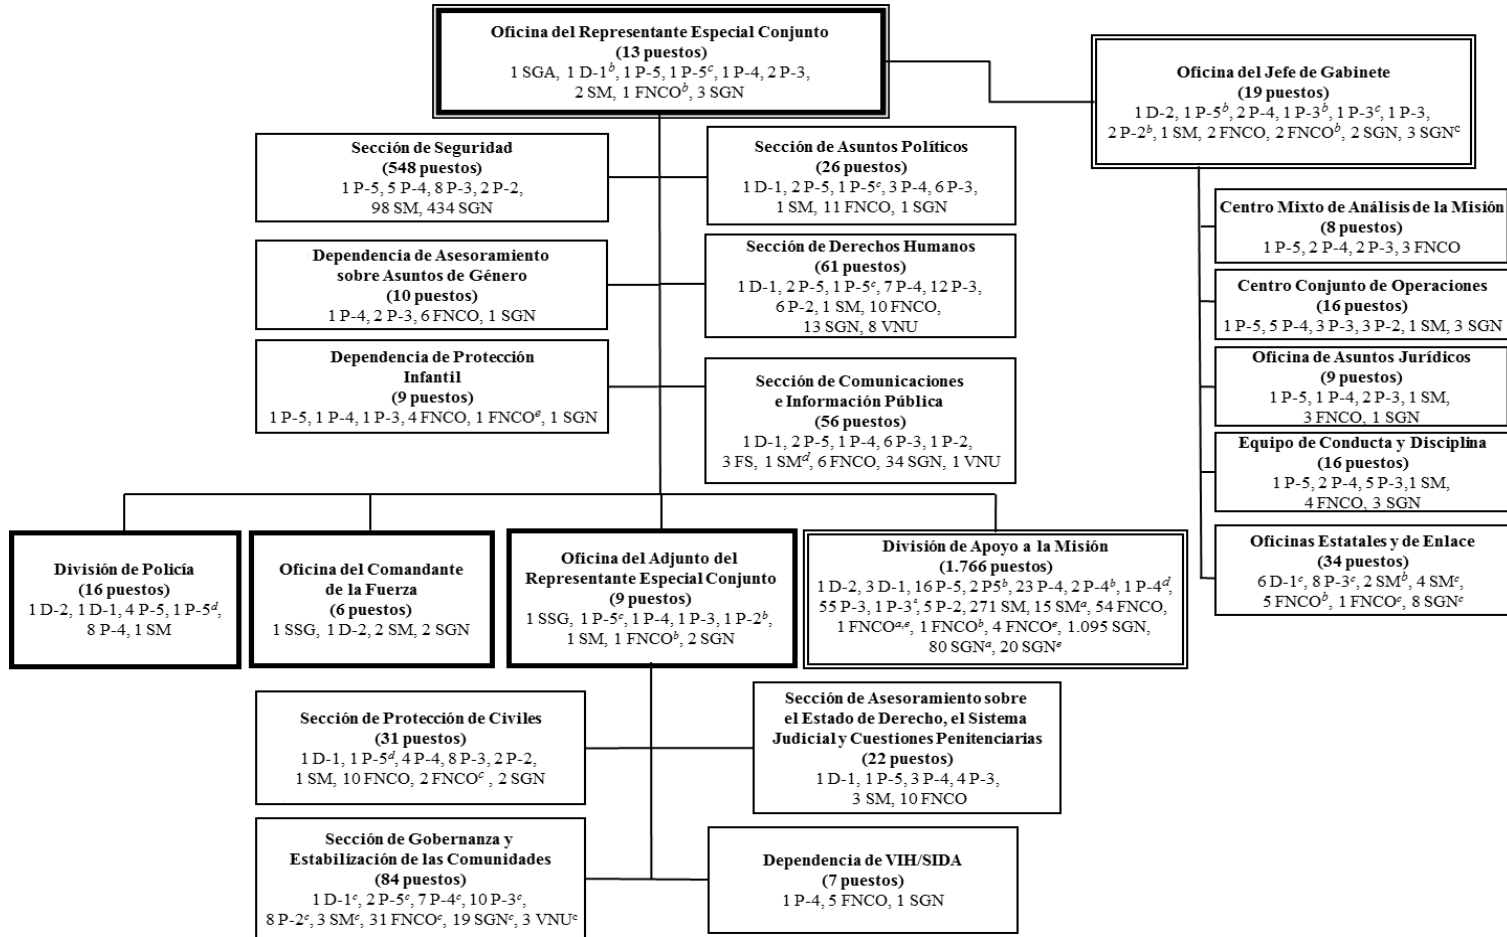 Oficina del Representante Especial Conjunto
(13 puestos)
1 SGA, 1 D-1ᵇ, 1 P-5, 1 P-5ᶜ, 1 P-4, 2 P-3,
2 SM, 1 FNCOᵇ, 3 SGN
Oficina del Jefe de Gabinete
(19 puestos)
1 D-2, 1 P-5ᵇ, 2 P-4, 1 P-3ᵇ, 1 P-3ᶜ, 1 P-3,
2 P-2ᵇ, 1 SM, 2 FNCO, 2 FNCOᵇ, 2 SGN, 3 SGNᶜ
Sección de Seguridad
(548 puestos)
1 P-5, 5 P-4, 8 P-3, 2 P-2,
98 SM, 434 SGN
Sección de Asuntos Políticos
(26 puestos)
1 D-1, 2 P-5, 1 P-5ᶜ, 3 P-4, 6 P-3,
1 SM, 11 FNCO, 1 SGN
Dependencia de Asesoramiento
sobre Asuntos de Género
(10 puestos)
1 P-4, 2 P-3, 6 FNCO, 1 SGN
Sección de Derechos Humanos
(61 puestos)
1 D-1, 2 P-5, 1 P-5ᶜ, 7 P-4, 12 P-3,
6 P-2, 1 SM, 10 FNCO,
13 SGN, 8 VNU
Dependencia de Protección
Infantil
(9 puestos)
1 P-5, 1 P-4, 1 P-3, 4 FNCO, 1 FNCOᵉ, 1 SGN
Sección de Comunicaciones
e Información Pública
(56 puestos)
1 D-1, 2 P-5, 1 P-4, 6 P-3, 1 P-2,
3 FS, 1 SMᵈ, 6 FNCO, 34 SGN, 1 VNU
Centro Mixto de Análisis de la Misión
(8 puestos)
1 P-5, 2 P-4, 2 P-3, 3 FNCO
Centro Conjunto de Operaciones
(16 puestos)
1 P-5, 5 P-4, 3 P-3, 3 P-2, 1 SM, 3 SGN
Oficina de Asuntos Jurídicos
(9 puestos)
1 P-5, 1 P-4, 2 P-3, 1 SM,
3 FNCO, 1 SGN
Equipo de Conducta y Disciplina
(16 puestos)
1 P-5, 2 P-4, 5 P-3,1 SM,
4 FNCO, 3 SGN
Oficinas Estatales y de Enlace
(34 puestos)
6 D-1ᶜ, 8 P-3ᶜ, 2 SMᵇ, 4 SMᶜ,
5 FNCOᵇ, 1 FNCOᶜ, 8 SGNᶜ
División de Policía
(16 puestos)
1 D-2, 1 D-1, 4 P-5, 1 P-5ᵈ,
8 P-4, 1 SM
Oficina del Comandante
de la Fuerza
(6 puestos)
1 SSG, 1 D-2, 2 SM, 2 SGN
Oficina del Adjunto del
Representante Especial Conjunto
(9 puestos)
1 SSG, 1 P-5ᶜ, 1 P-4, 1 P-3, 1 P-2ᵇ,
1 SM, 1 FNCOᵇ, 2 SGN
División de Apoyo a la Misión
(1.766 puestos)
1 D-2, 3 D-1, 16 P-5, 2 P5ᵇ, 23 P-4, 2 P-4ᵇ, 1 P-4ᵈ,
55 P-3, 1 P-3, 5 P-2, 271 SM, 15 SMᵃ, 54 FNCO,
1 FNCOᵃ,ᵉ, 1 FNCOᵇ, 4 FNCOᵉ, 1.095 SGN,
80 SGNᵃ, 20 SGNᵉ
Sección de Protección de Civiles
(31 puestos)
1 D-1, 1 P-5ᵈ, 4 P-4, 8 P-3, 2 P-2,
1 SM, 10 FNCO, 2 FNCOᶜ , 2 SGN
Sección de Asesoramiento sobre
el Estado de Derecho, el Sistema
Judicial y Cuestiones Penitenciarias
(22 puestos)
1 D-1, 1 P-5, 3 P-4, 4 P-3,
3 SM, 10 FNCO
Sección de Gobernanza y
Estabilización de las Comunidades
(84 puestos)
1 D-1ᶜ, 2 P-5ᶜ, 7 P-4ᶜ, 10 P-3ᶜ,
8 P-2ᶜ, 3 SMᶜ, 31 FNCOᶜ, 19 SGNᶜ, 3 VNUᶜ
Dependencia de VIH/SIDA
(7 puestos)
1 P-4, 5 FNCO, 1 SGN